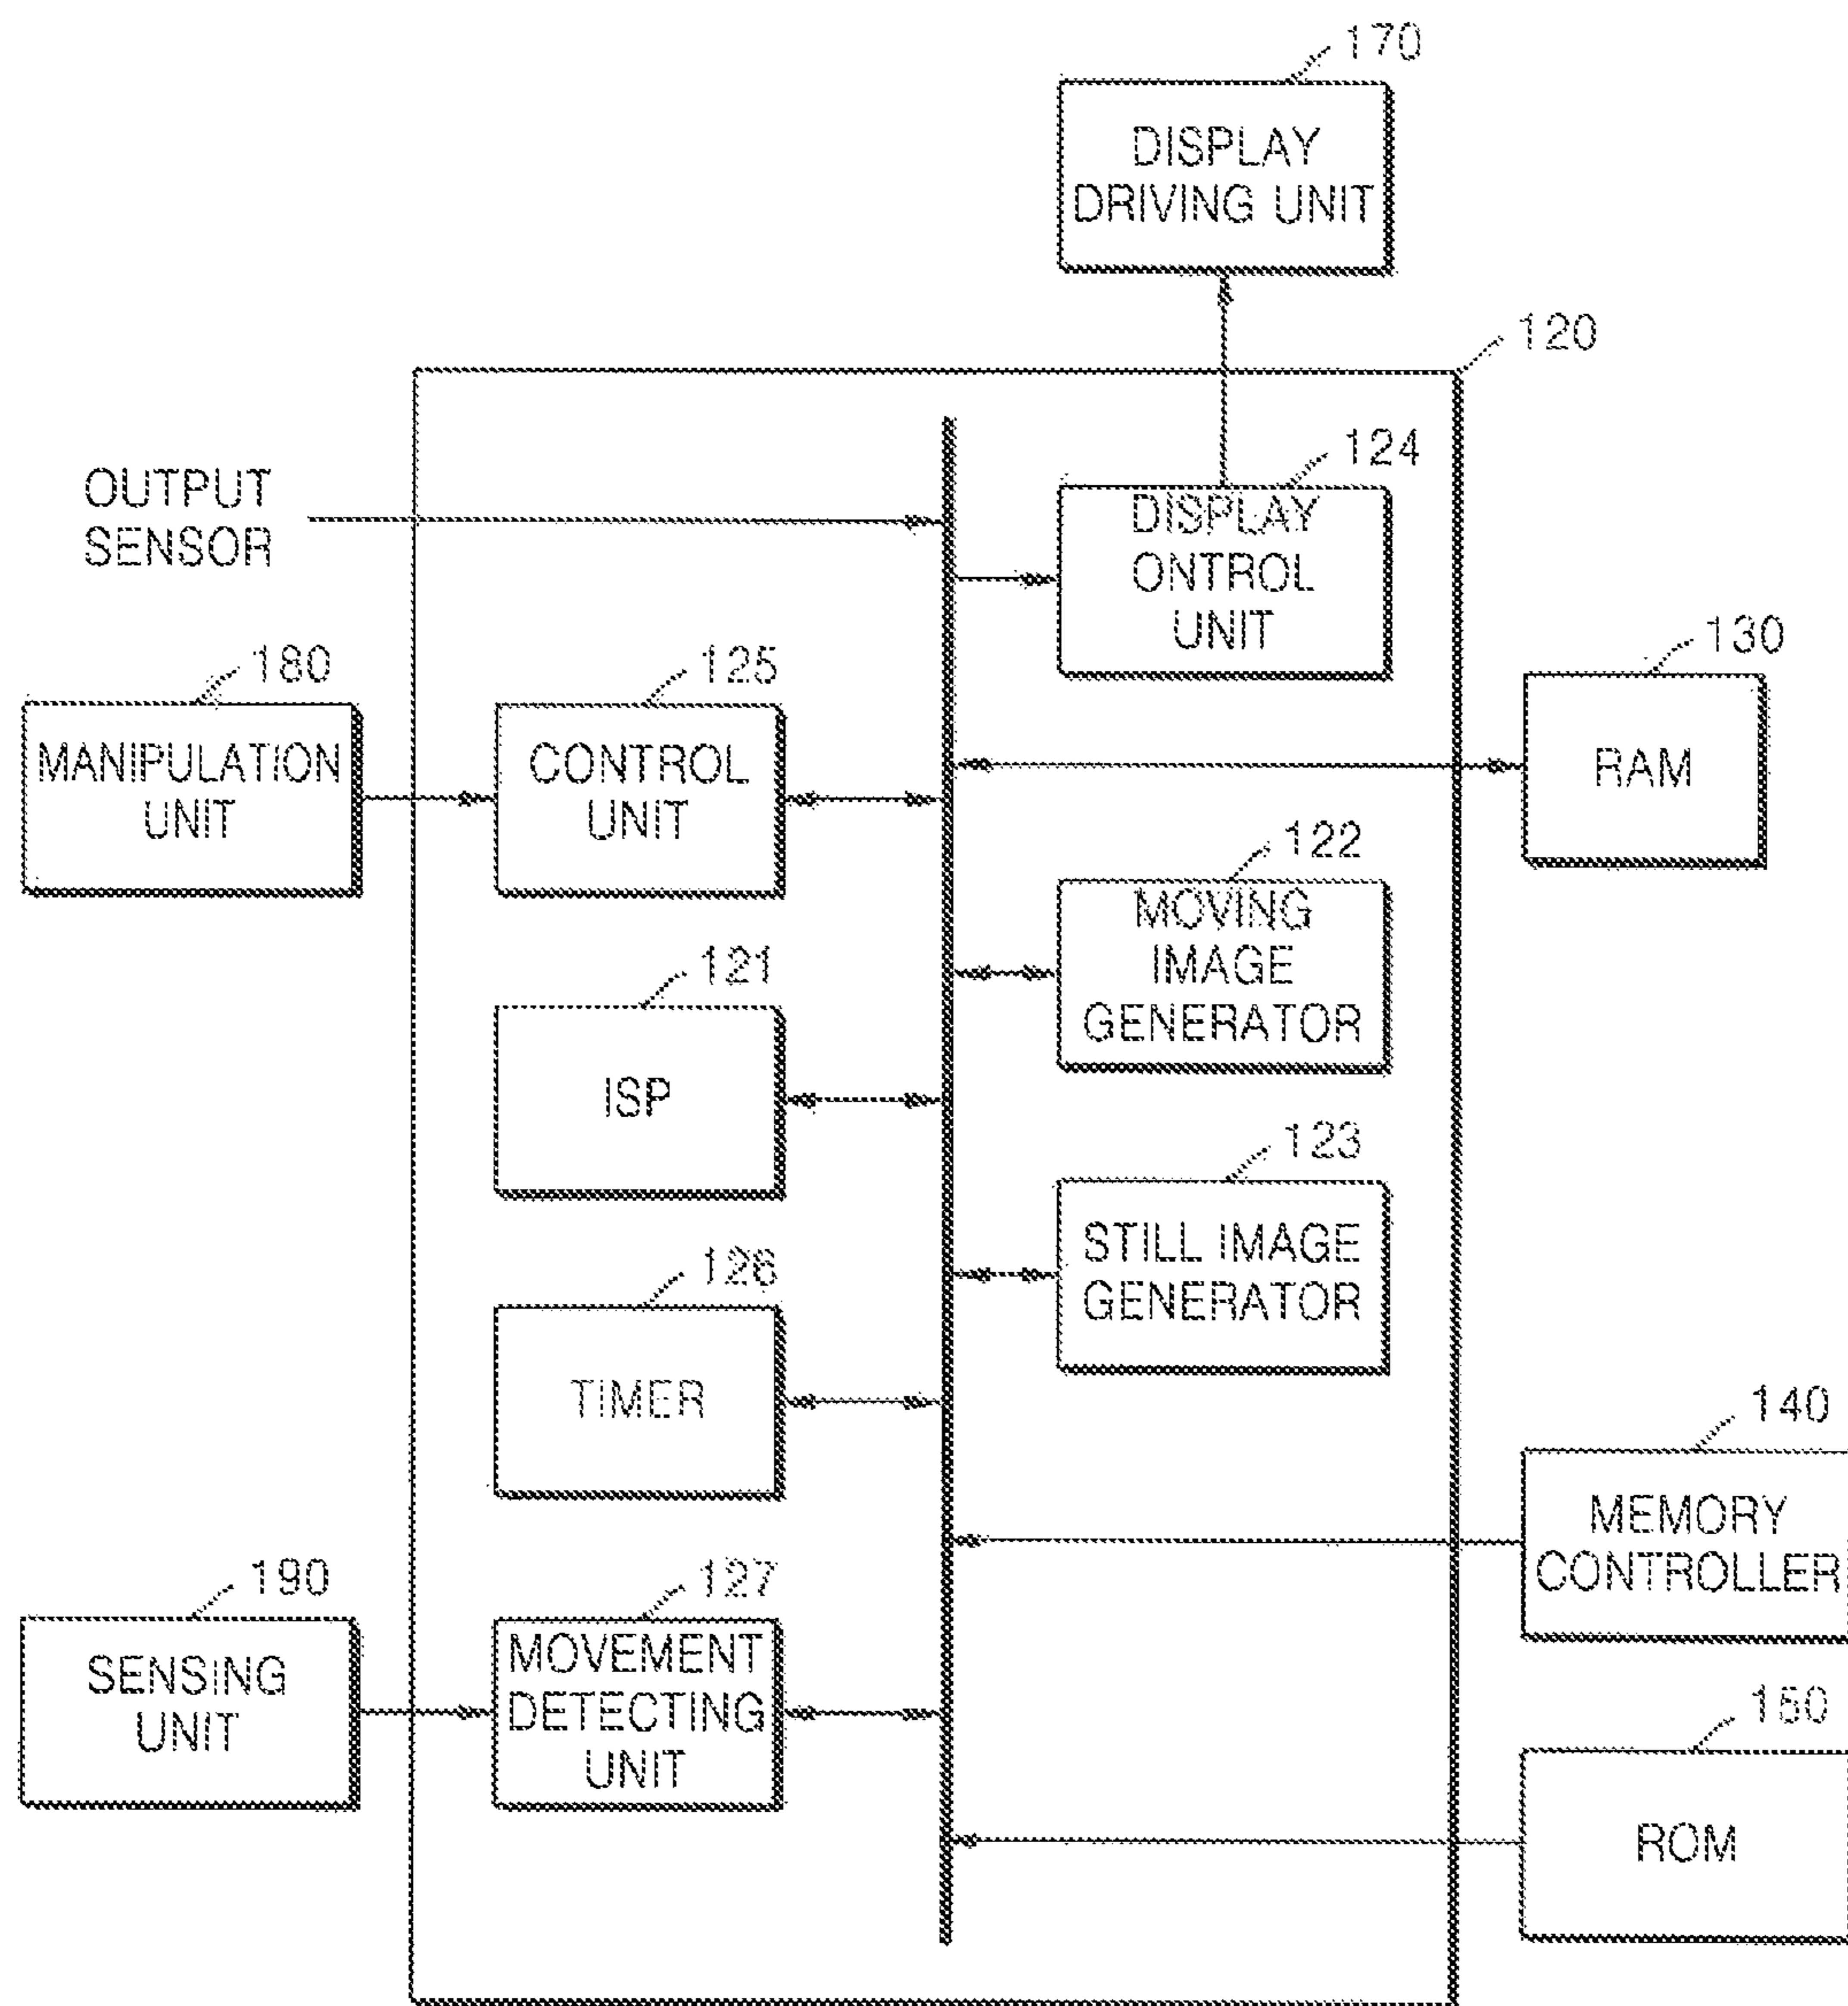 170
DISPLAY
DRIVING UNIT
120
OUTPUT
SENSOR
124
DISPLAY
ONTROL
UNIT
180
MANIPULATION
UNIT
125
CONTROL
UNIT
130
RAM
122
MOVING
IMAGE
GENERATOR
121
ISP
123
STILL IMAGE
GENERATOR
126
TIMER
140
MEMORY
CONTROLLER
190
SENSING
UNIT
127
MOVEMENT
DETECTING
UNIT
150
ROM